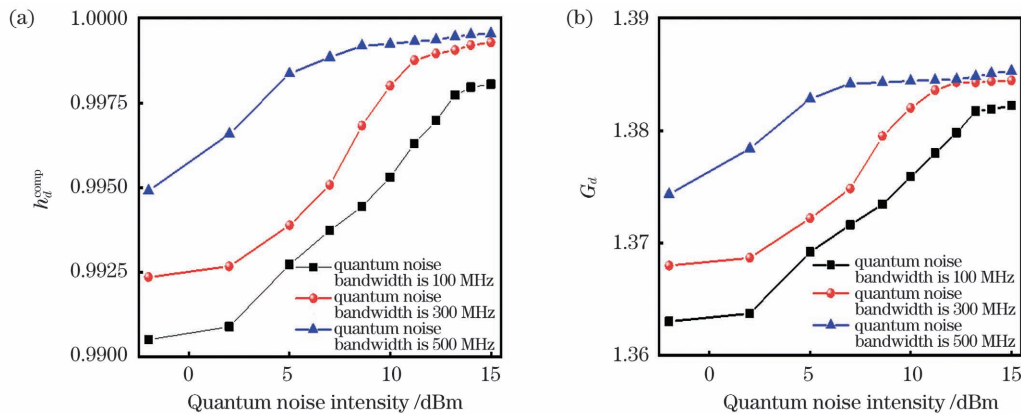 (a)
1.0000
0.9975
0.9950
0.9925
0.9900
h_d^comp
quantum noise
bandwidth is 100 MHz
quantum noise
bandwidth is 300 MHz
quantum noise
bandwidth is 500 MHz
0 5 10 15
Quantum noise intensity /dBm
(b)
1.39
1.38
1.37
1.36
G_d
quantum noise
bandwidth is 100 MHz
quantum noise
bandwidth is 300 MHz
quantum noise
bandwidth is 500 MHz
0 5 10 15
Quantum noise intensity /dBm